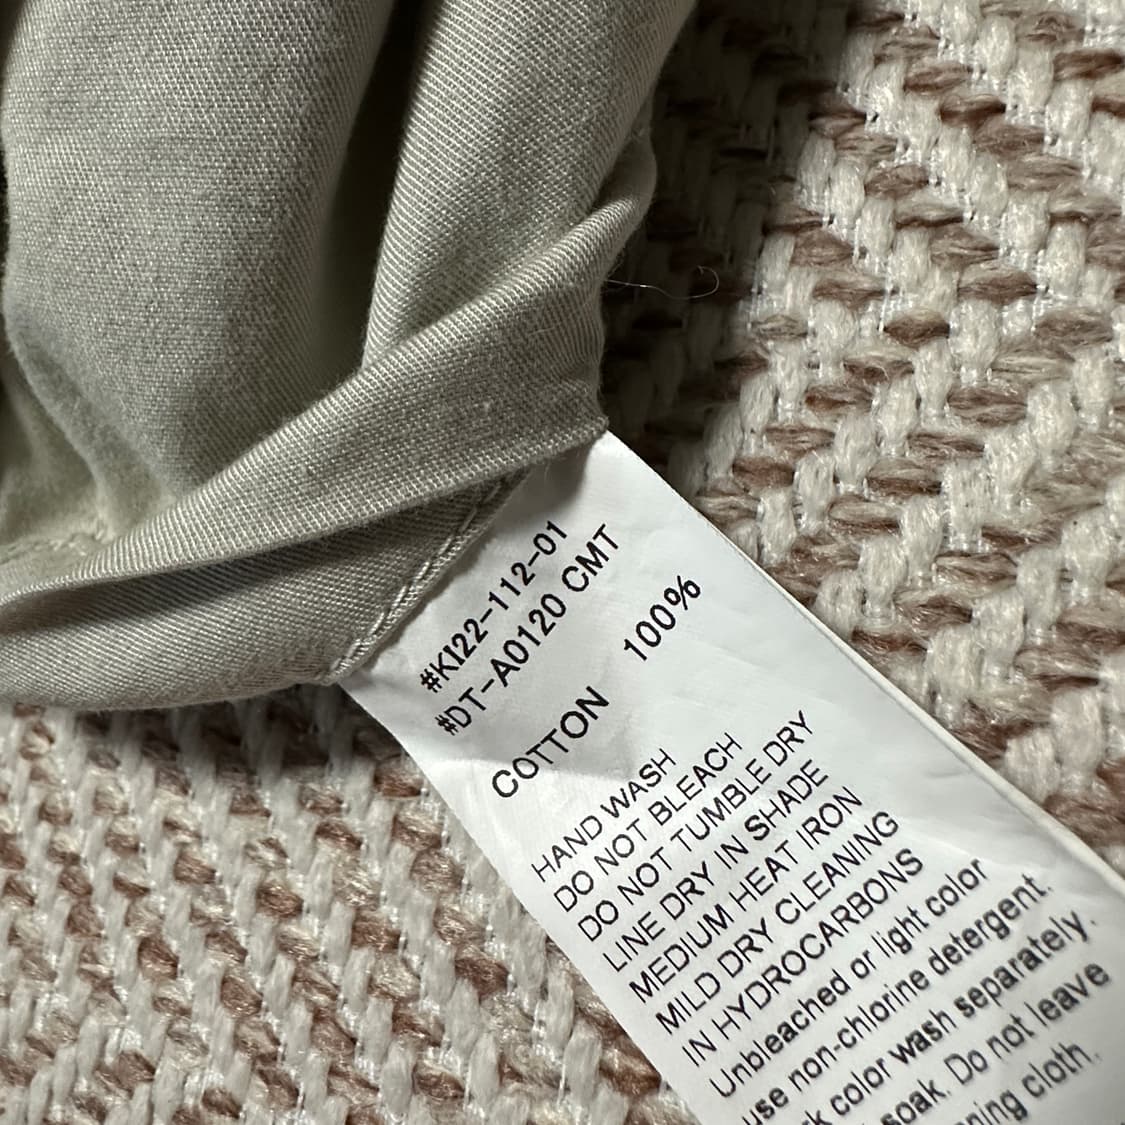 #KI22-112-01
#DT-A0120 CMT
COTTON 100%
HAND WASH
DO NOT BLEACH
DO NOT TUMBLE DRY
LINE DRY IN SHADE
MEDIUM HEAT IRON
MILD DRY CLEANING
IN HYDROCARBONS
Unbleached or light color
use non-chlorine detergent.
color wash separately.
soak. Do not leave
cloth.